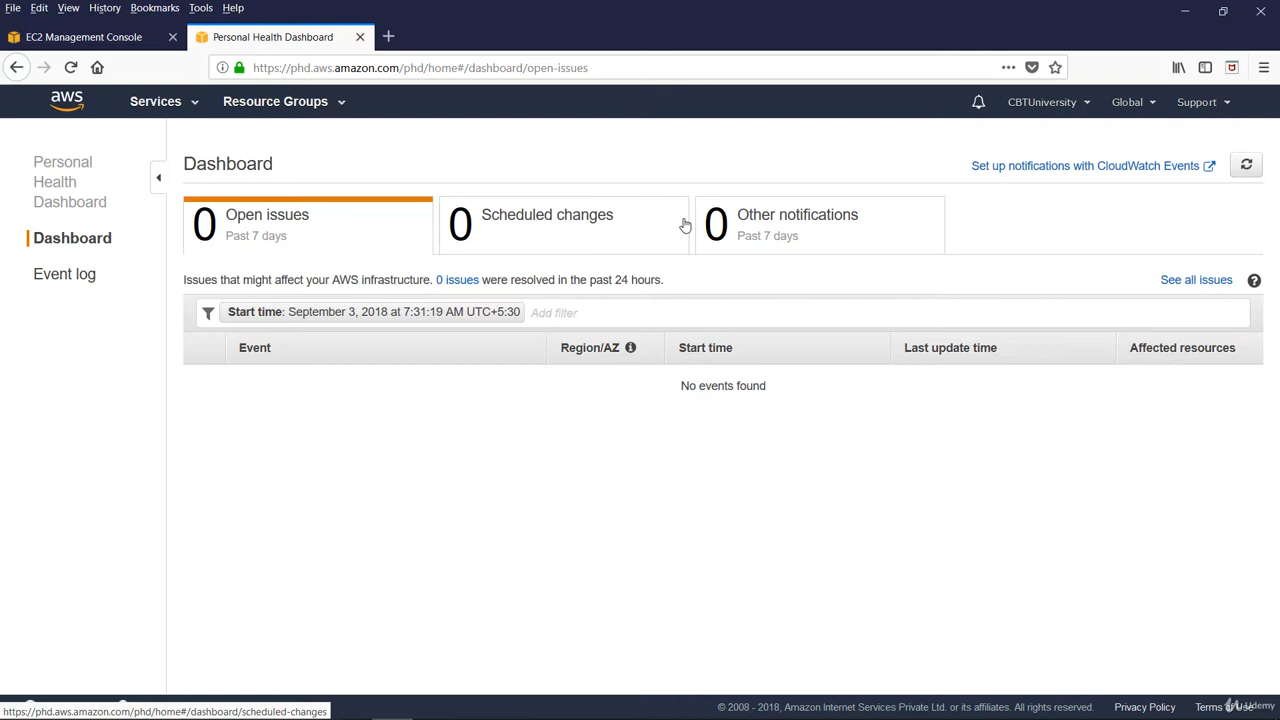 File Edit View History Bookmarks Tools Help
EC2 Management Console
Personal Health Dashboard
https://phd.aws.amazon.com/phd/home#/dashboard/open-issues
aws Services Resource Groups CBTUniversity Global Support
Personal
Health
Dashboard
Dashboard
Event log
Dashboard
Set up notifications with CloudWatch Events
0 Open issues
Past 7 days
0 Scheduled changes
0 Other notifications
Past 7 days
Issues that might affect your AWS infrastructure. 0 issues were resolved in the past 24 hours.
See all issues
Start time: September 3, 2018 at 7:31:19 AM UTC+5:30 Add filter
Event Region/AZ Start time Last update time Affected resources
No events found
https://phd.aws.amazon.com/phd/home#/dashboard/scheduled-changes
© 2008 - 2018, Amazon Internet Services Private Ltd. or its affiliates. All rights reserved. Privacy Policy Terms
Udemy